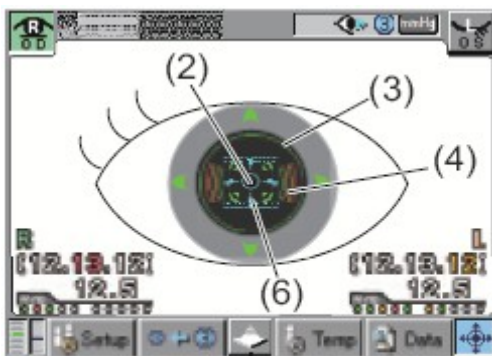 R L
OD 3 mmHg OS
(2)
(3)
(4)
(6)
R L
[12.13.12] [12.13.12]
12.5 12.5
Setup 3 Temp Data